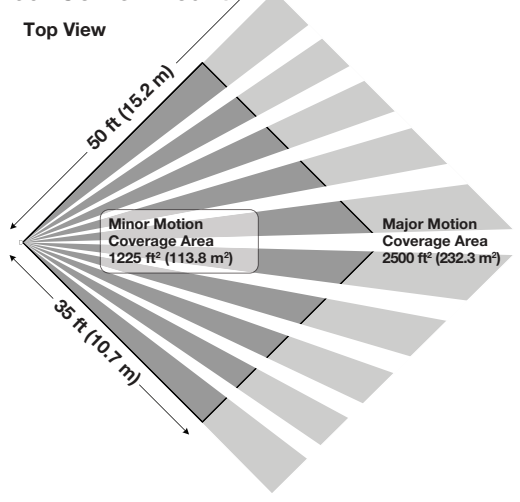 Top View
50 ft (15.2 m)
Minor Motion
Coverage Area
1225 ft² (113.8 m²)
Major Motion
Coverage Area
2500 ft² (232.3 m²)
35 ft (10.7 m)